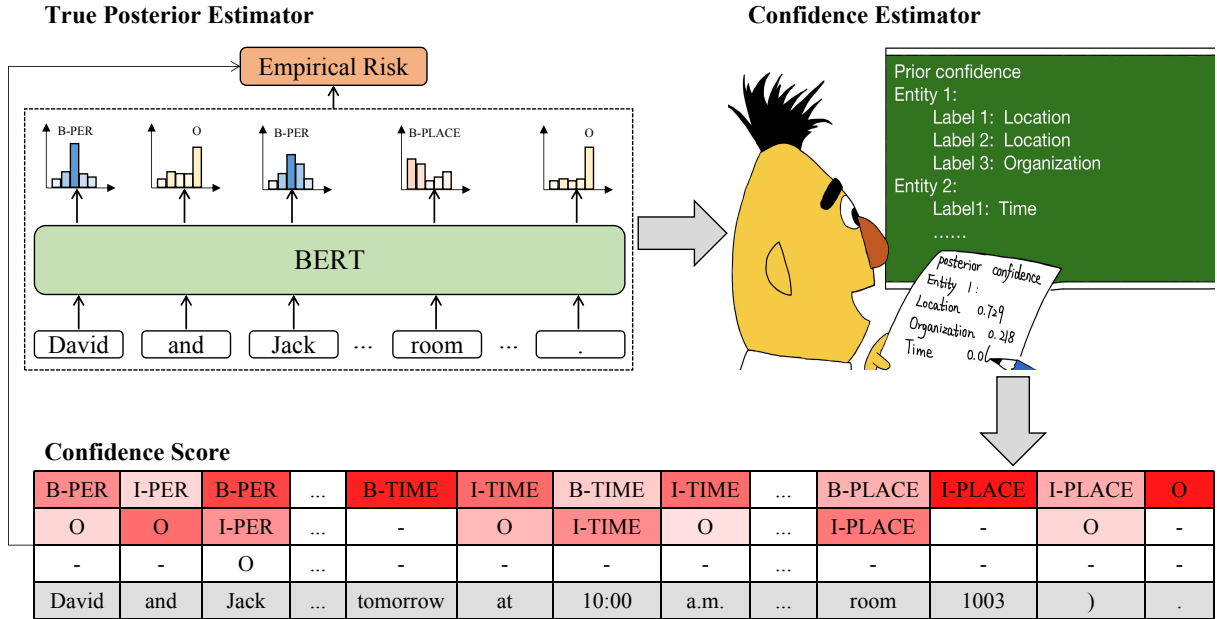 True Posterior Estimator
Confidence Estimator
Empirical Risk
B-PER
O
B-PER
B-PLACE
O
BERT
David and Jack ... room ... .
Prior confidence
Entity 1:
Label 1: Location
Label 2: Location
Label 3: Organization
Entity 2:
Label1: Time
......
posterior confidence
Entity 1:
Location 0.729
Organization 0.218
Time
Confidence Score
B-PER I-PER B-PER ... B-TIME I-TIME B-TIME I-TIME ... B-PLACE I-PLACE I-PLACE O
O O I-PER ... - O I-TIME O ... I-PLACE - O -
- - O ... - - - - ... - - - -
David and Jack ... tomorrow at 10:00 a.m. ... room 1003 ) .